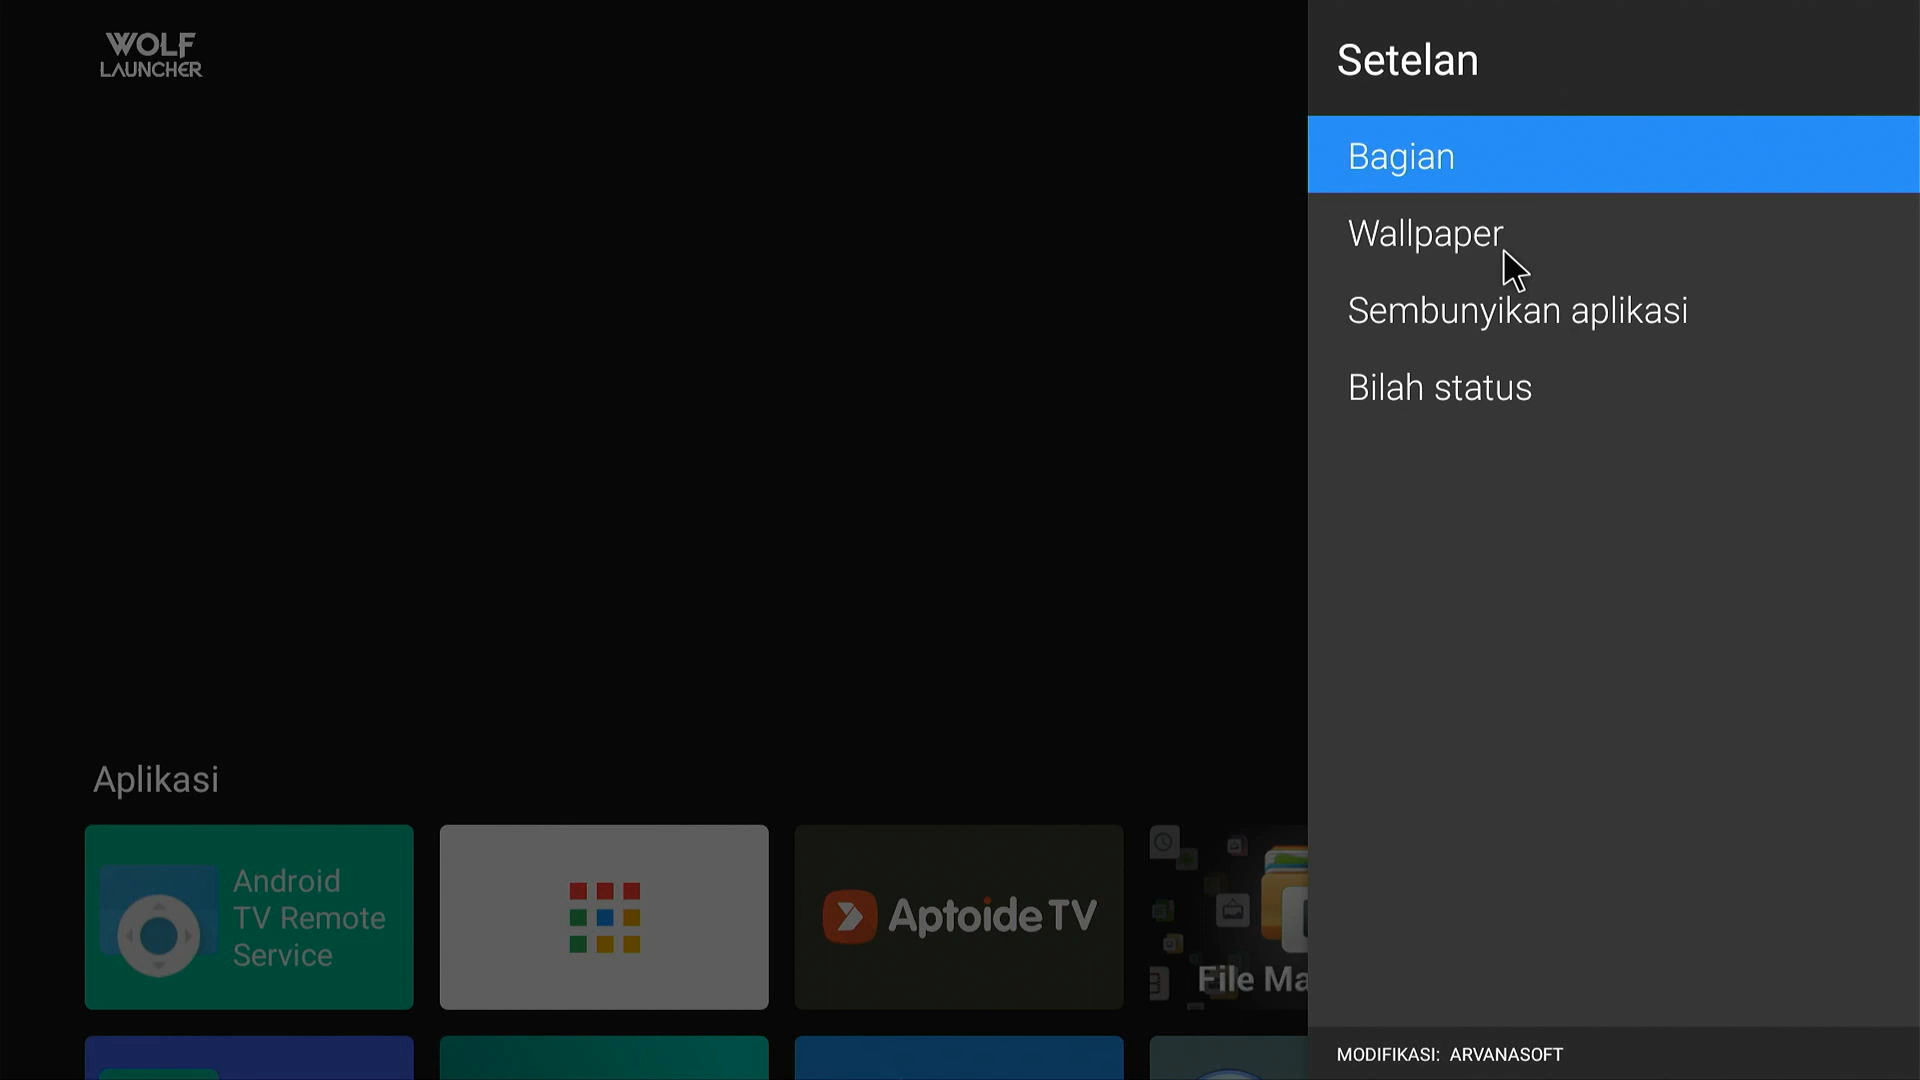 WOLF
LAUNCHER
Setelan
Bagian
Wallpaper
Sembunyikan aplikasi
Bilah status
Aplikasi
Android
TV Remote
Service
Aptoide TV
File Ma
MODIFIKASI: ARVANASOFT